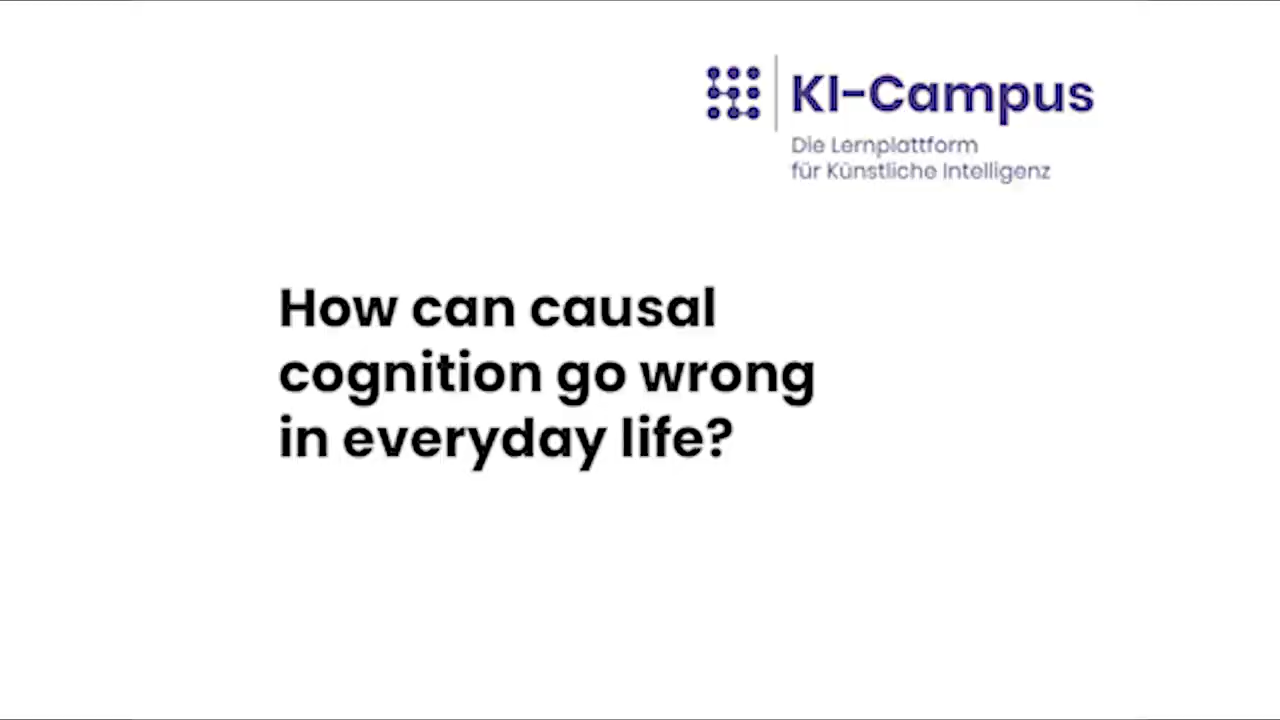 KI-Campus
Die Lernplattform
für Künstliche Intelligenz
How can causal
cognition go wrong
in everyday life?